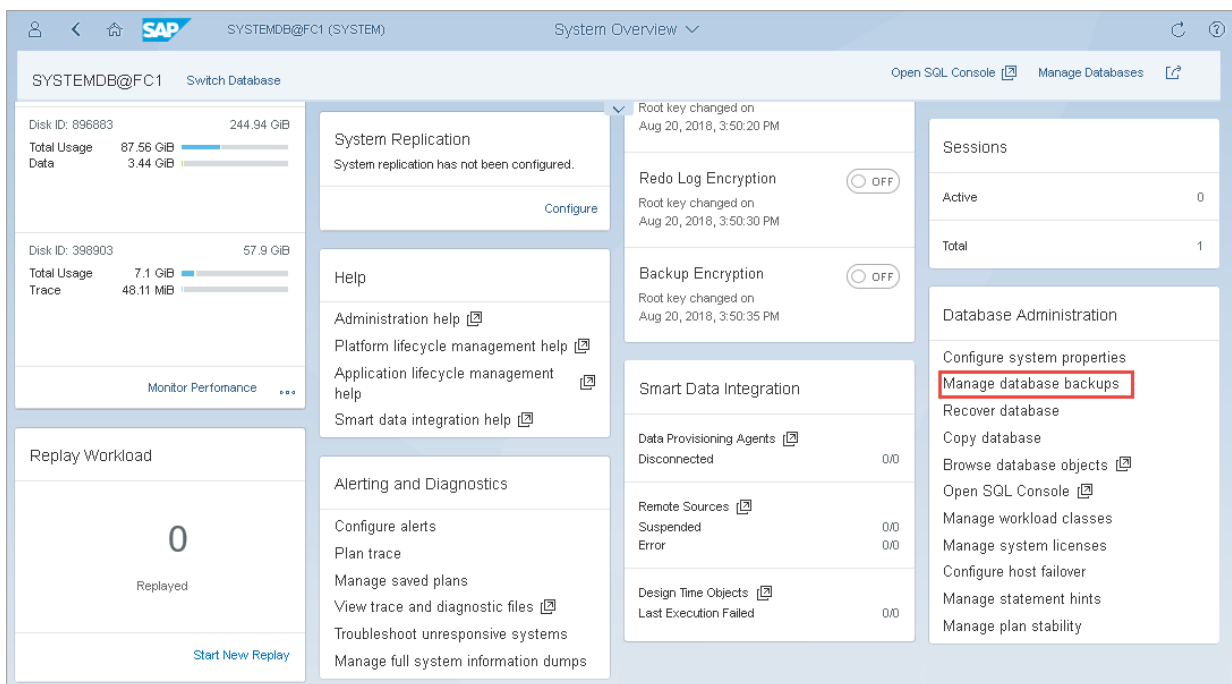 SAP
SYSTEMDB@FC1 (SYSTEM)
System Overview
SYSTEMDB@FC1
Switch Database
Open SQL Console
Manage Databases
Disk ID: 896883 244.94 GiB
Total Usage 87.56 GiB
Data 3.44 GiB
Disk ID: 398903 57.9 GiB
Total Usage 7.1 GiB
Trace 48.11 MiB
Monitor Perfomance
Replay Workload
0
Replayed
Start New Replay
System Replication
System replication has not been configured.
Configure
Help
Administration help
Platform lifecycle management help
Application lifecycle management
help
Smart data integration help
Alerting and Diagnostics
Configure alerts
Plan trace
Manage saved plans
View trace and diagnostic files
Troubleshoot unresponsive systems
Manage full system information dumps
Root key changed on
Aug 20, 2018, 3:50:20 PM
Redo Log Encryption OFF
Root key changed on
Aug 20, 2018, 3:50:30 PM
Backup Encryption OFF
Root key changed on
Aug 20, 2018, 3:50:35 PM
Smart Data Integration
Data Provisioning Agents
Disconnected 0/0
Remote Sources
Suspended 0/0
Error 0/0
Design Time Objects
Last Execution Failed 0/0
Sessions
Active 0
Total 1
Database Administration
Configure system properties
Manage database backups
Recover database
Copy database
Browse database objects
Open SQL Console
Manage workload classes
Manage system licenses
Configure host failover
Manage statement hints
Manage plan stability